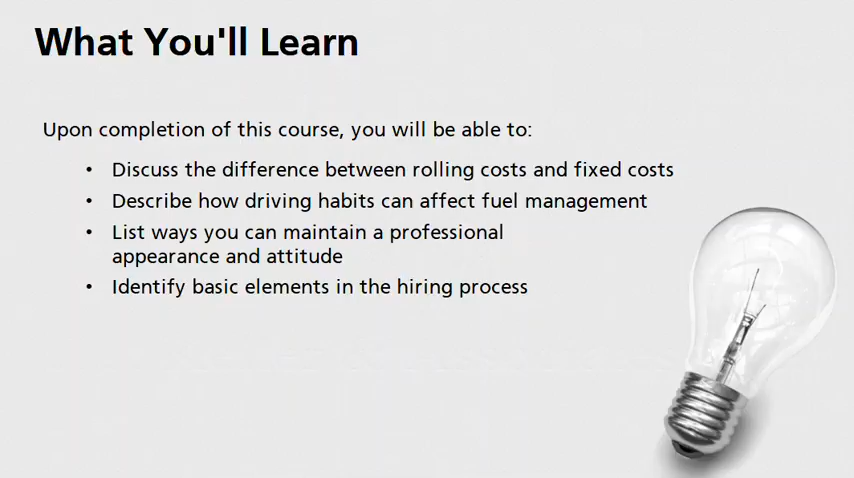 What You'll Learn
Upon completion of this course, you will be able to:
• Discuss the difference between rolling costs and fixed costs
• Describe how driving habits can affect fuel management
• List ways you can maintain a professional
appearance and attitude
• Identify basic elements in the hiring process